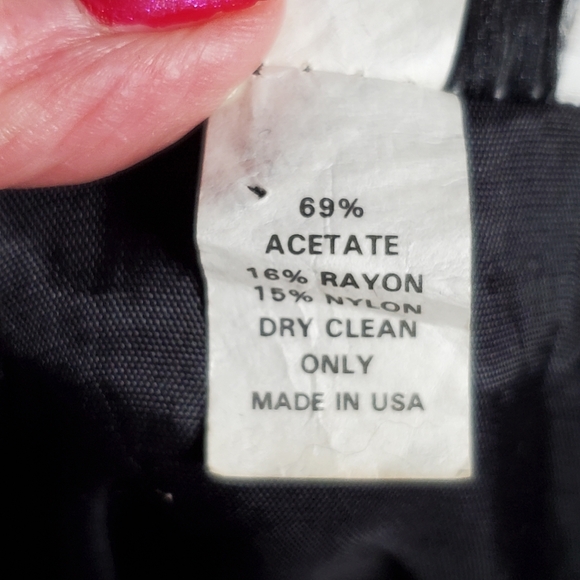 69%
ACETATE
16% RAYON
15% NYLON
DRY CLEAN
ONLY
MADE IN USA